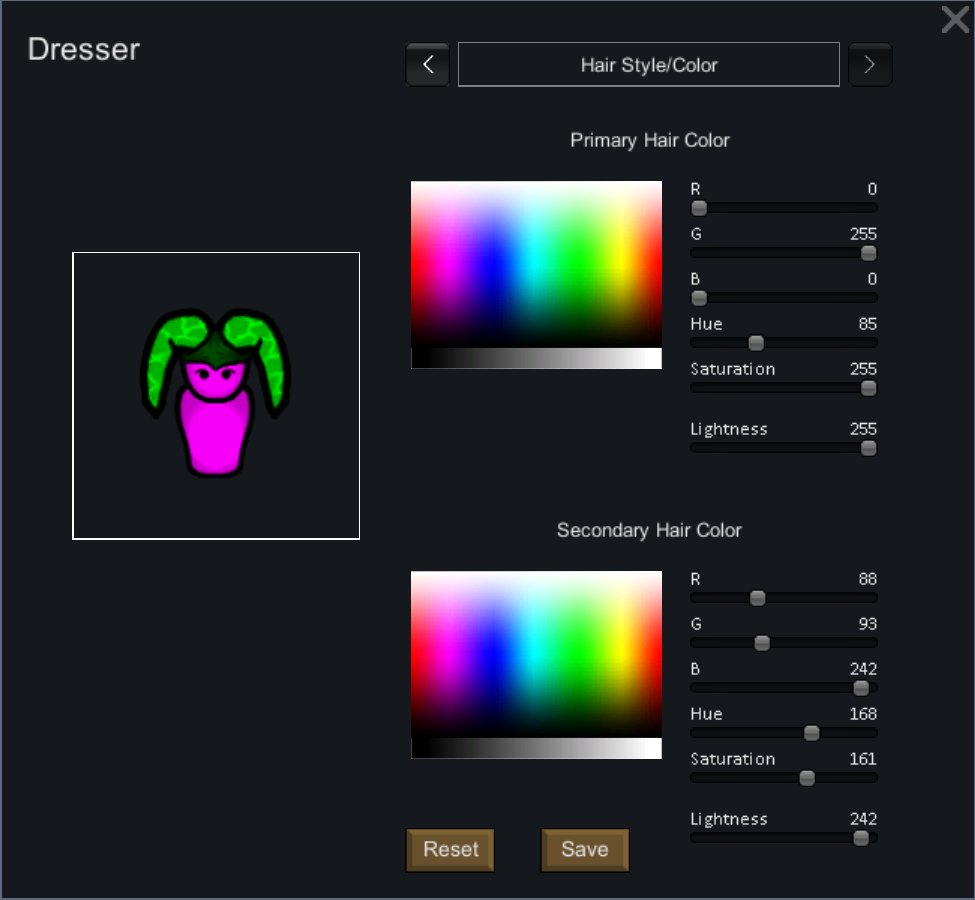 Dresser
Hair Style/Color
Primary Hair Color
R 0
G 255
B 0
Hue 85
Saturation 255
Lightness 255
Secondary Hair Color
R 88
G 93
B 242
Hue 168
Saturation 161
Lightness 242
Reset Save